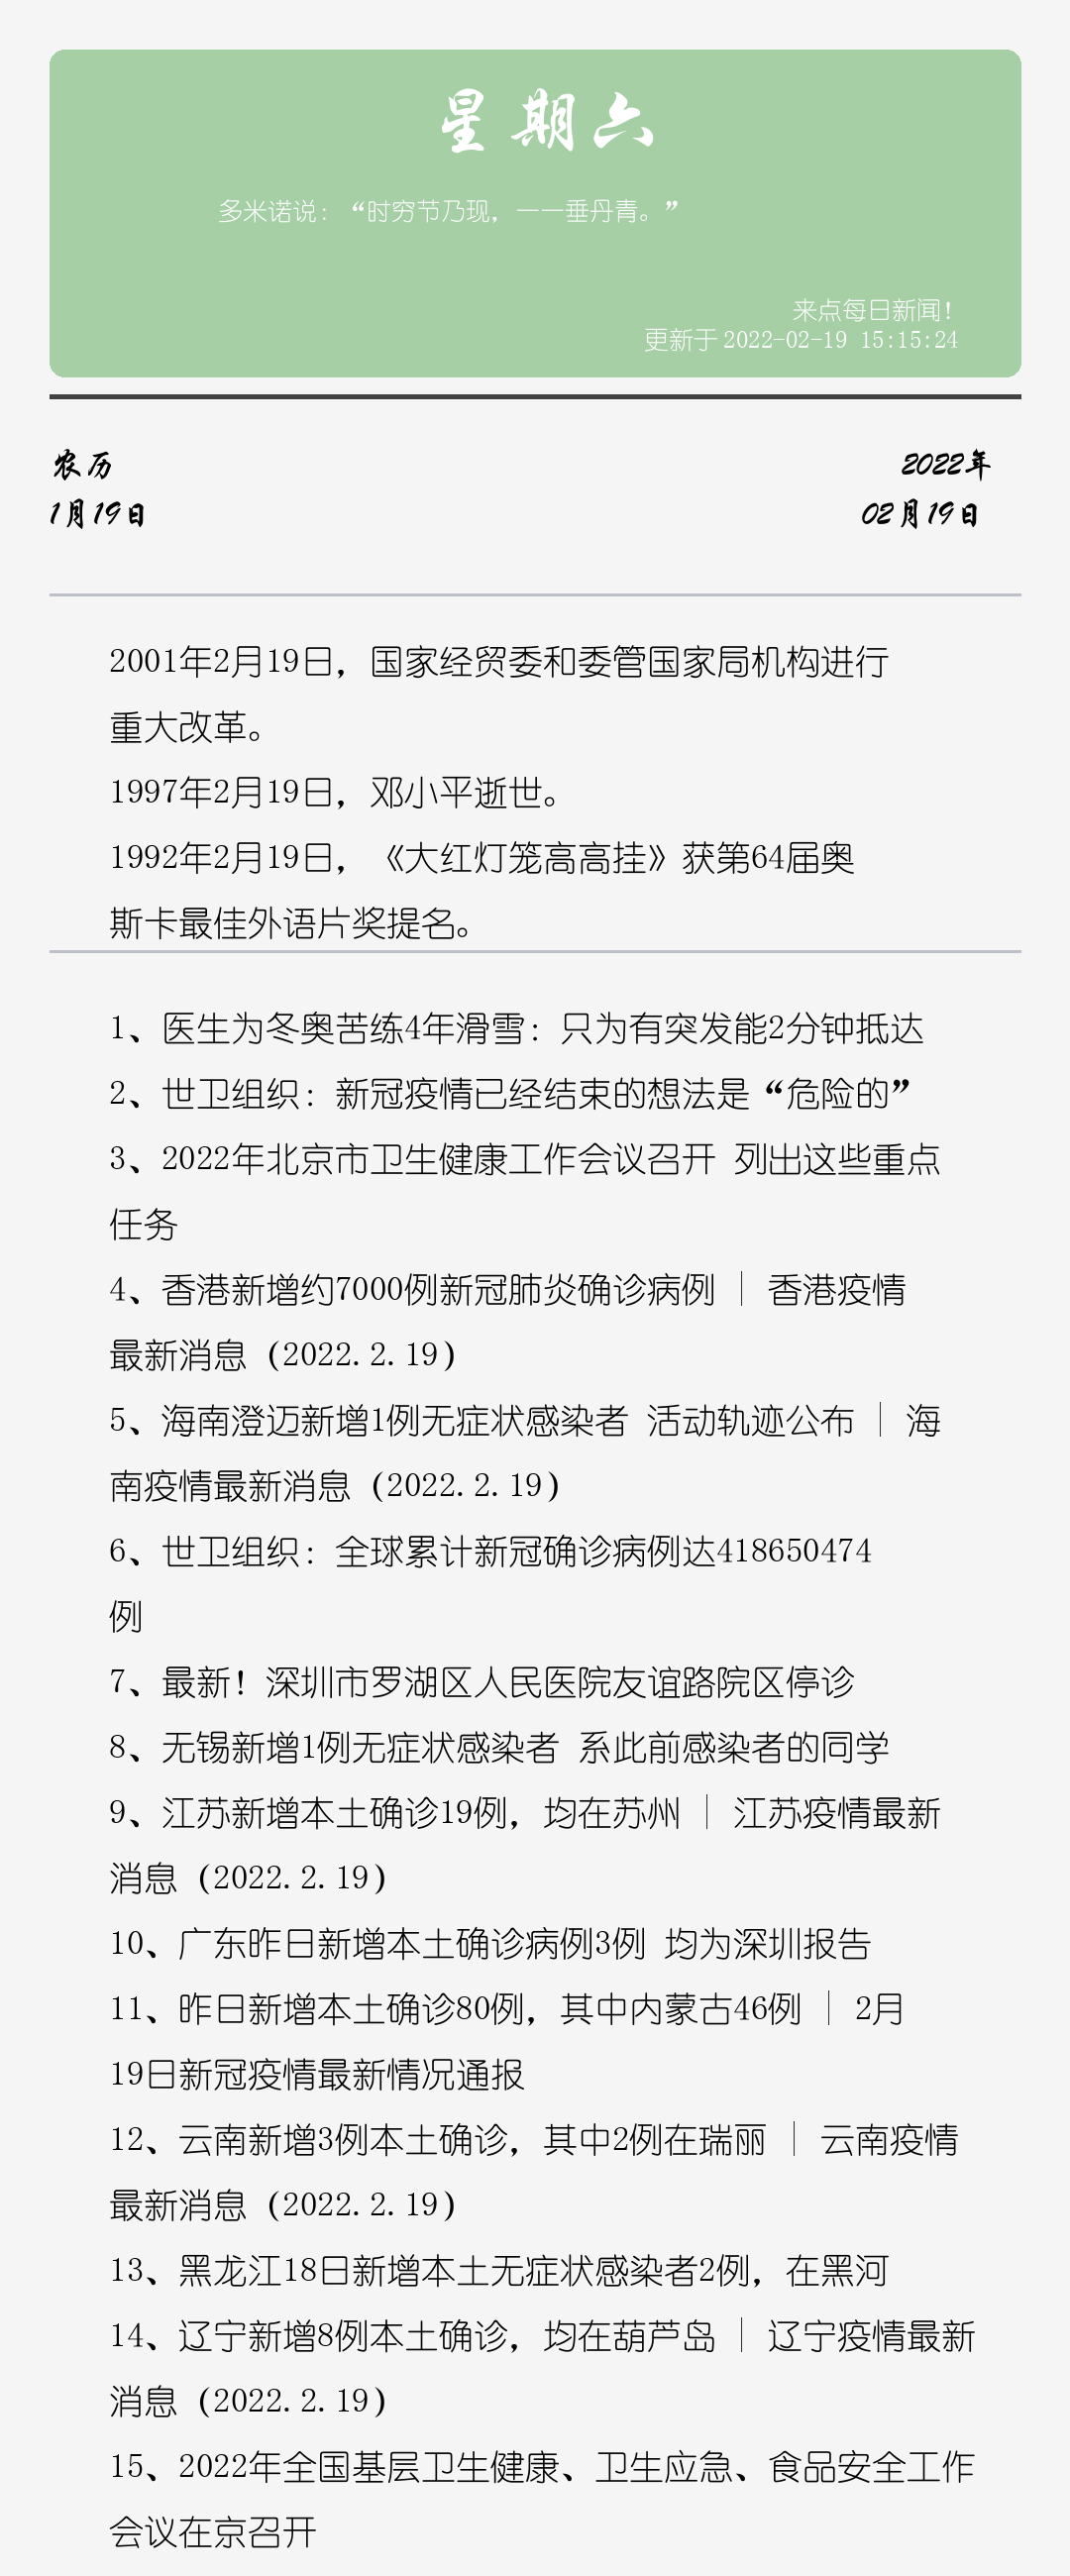 星期六
多米诺说：“时穷节乃现，一一垂丹青。”
来点每日新闻！
更新于 2022-02-19 15:15:24
农历
1月19日
2022年
02月19日
2001年2月19日，国家经贸委和委管国家局机构进行
重大改革。
1997年2月19日，邓小平逝世。
1992年2月19日，《大红灯笼高高挂》获第64届奥
斯卡最佳外语片奖提名。
1、医生为冬奥苦练4年滑雪：只为有突发能2分钟抵达
2、世卫组织：新冠疫情已经结束的想法是“危险的”
3、2022年北京市卫生健康工作会议召开 列出这些重点
任务
4、香港新增约7000例新冠肺炎确诊病例｜香港疫情
最新消息（2022.2.19）
5、海南澄迈新增1例无症状感染者 活动轨迹公布｜海
南疫情最新消息（2022.2.19）
6、世卫组织：全球累计新冠确诊病例达418650474
例
7、最新！深圳市罗湖区人民医院友谊路院区停诊
8、无锡新增1例无症状感染者 系此前感染者的同学
9、江苏新增本土确诊19例，均在苏州｜江苏疫情最新
消息（2022.2.19）
10、广东昨日新增本土确诊病例3例 均为深圳报告
11、昨日新增本土确诊80例，其中内蒙古46例｜2月
19日新冠疫情最新情况通报
12、云南新增3例本土确诊，其中2例在瑞丽｜云南疫情
最新消息（2022.2.19）
13、黑龙江18日新增本土无症状感染者2例，在黑河
14、辽宁新增8例本土确诊，均在葫芦岛｜辽宁疫情最新
消息（2022.2.19）
15、2022年全国基层卫生健康、卫生应急、食品安全工作
会议在京召开